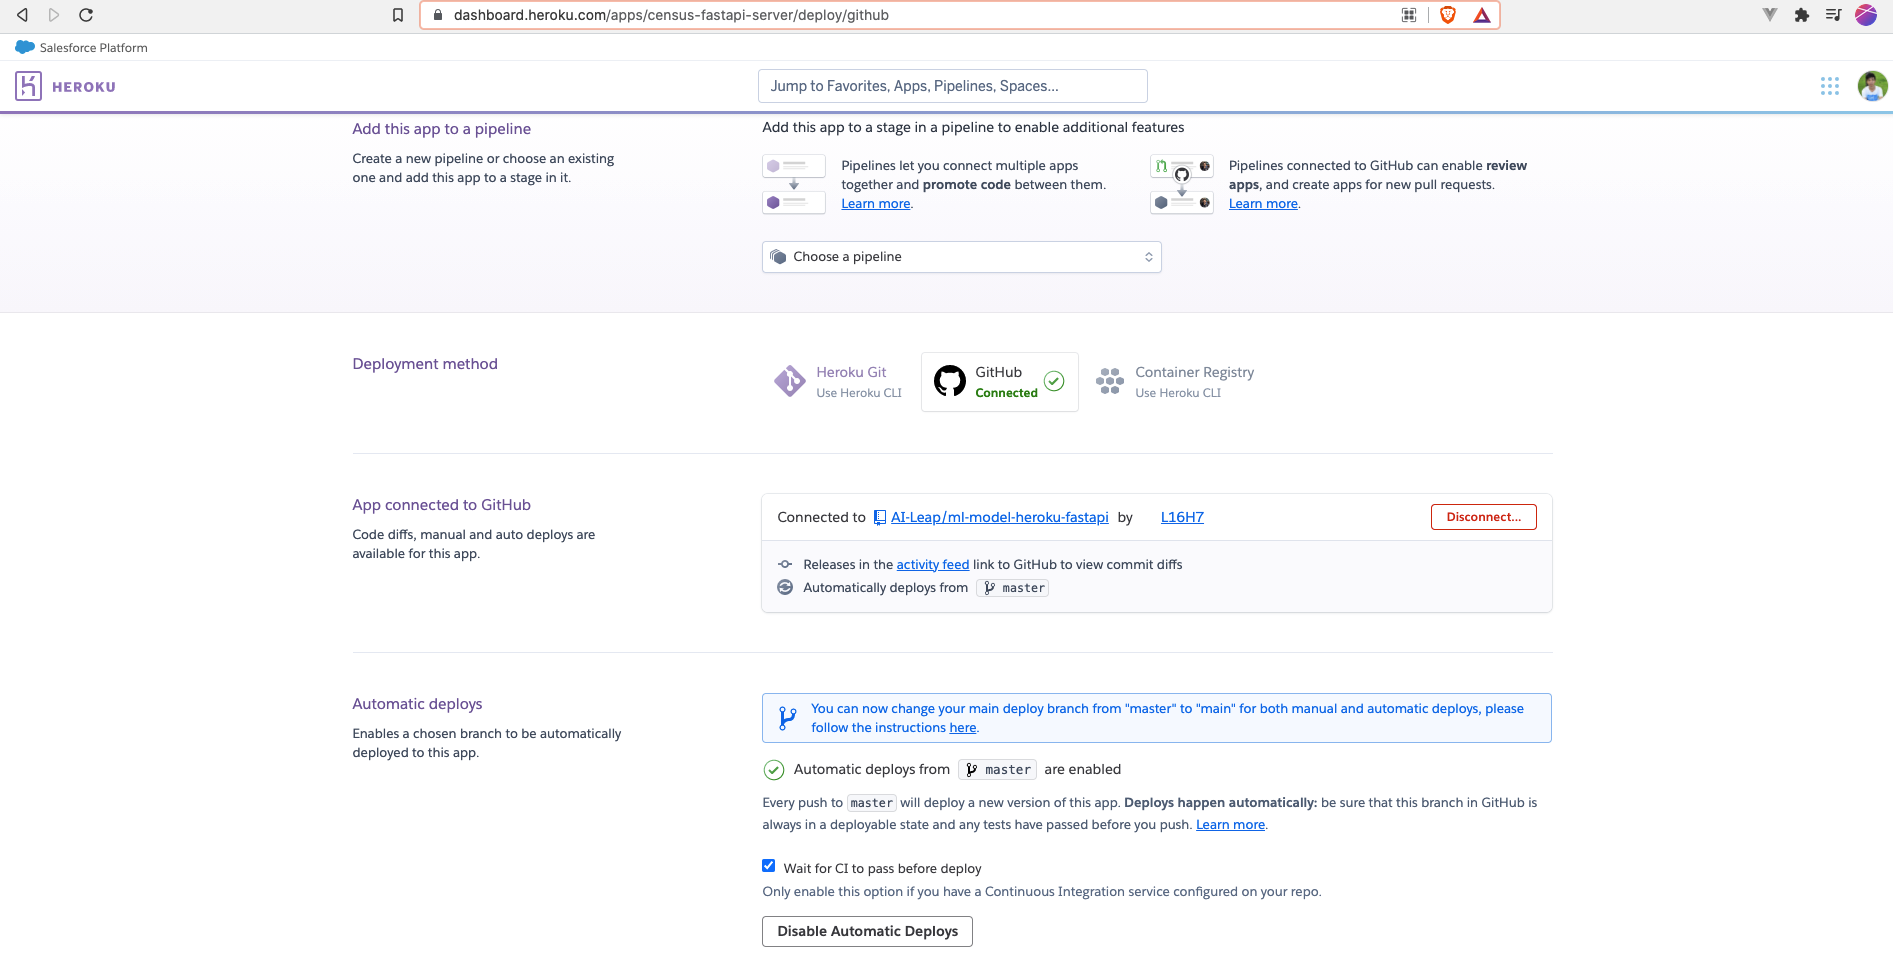 dashboard.heroku.com/apps/census-fastapi-server/deploy/github
Salesforce Platform
HEROKU
Jump to Favorites, Apps, Pipelines, Spaces...
Add this app to a pipeline
Create a new pipeline or choose an existing
one and add this app to a stage in it.
Add this app to a stage in a pipeline to enable additional features
Pipelines let you connect multiple apps
together and promote code between them.
Learn more.
Pipelines connected to GitHub can enable review
apps, and create apps for new pull requests.
Learn more.
Choose a pipeline
Deployment method
Heroku Git
Use Heroku CLI
GitHub
Connected
Container Registry
Use Heroku CLI
App connected to GitHub
Code diffs, manual and auto deploys are
available for this app.
Connected to AI-Leap/ml-model-heroku-fastapi by L16H7
Disconnect...
Releases in the activity feed link to GitHub to view commit diffs
Automatically deploys from master
Automatic deploys
Enables a chosen branch to be automatically
deployed to this app.
You can now change your main deploy branch from "master" to "main" for both manual and automatic deploys, please
follow the instructions here.
Automatic deploys from master are enabled
Every push to master will deploy a new version of this app. Deploys happen automatically: be sure that this branch in GitHub is
always in a deployable state and any tests have passed before you push. Learn more.
Wait for CI to pass before deploy
Only enable this option if you have a Continuous Integration service configured on your repo.
Disable Automatic Deploys